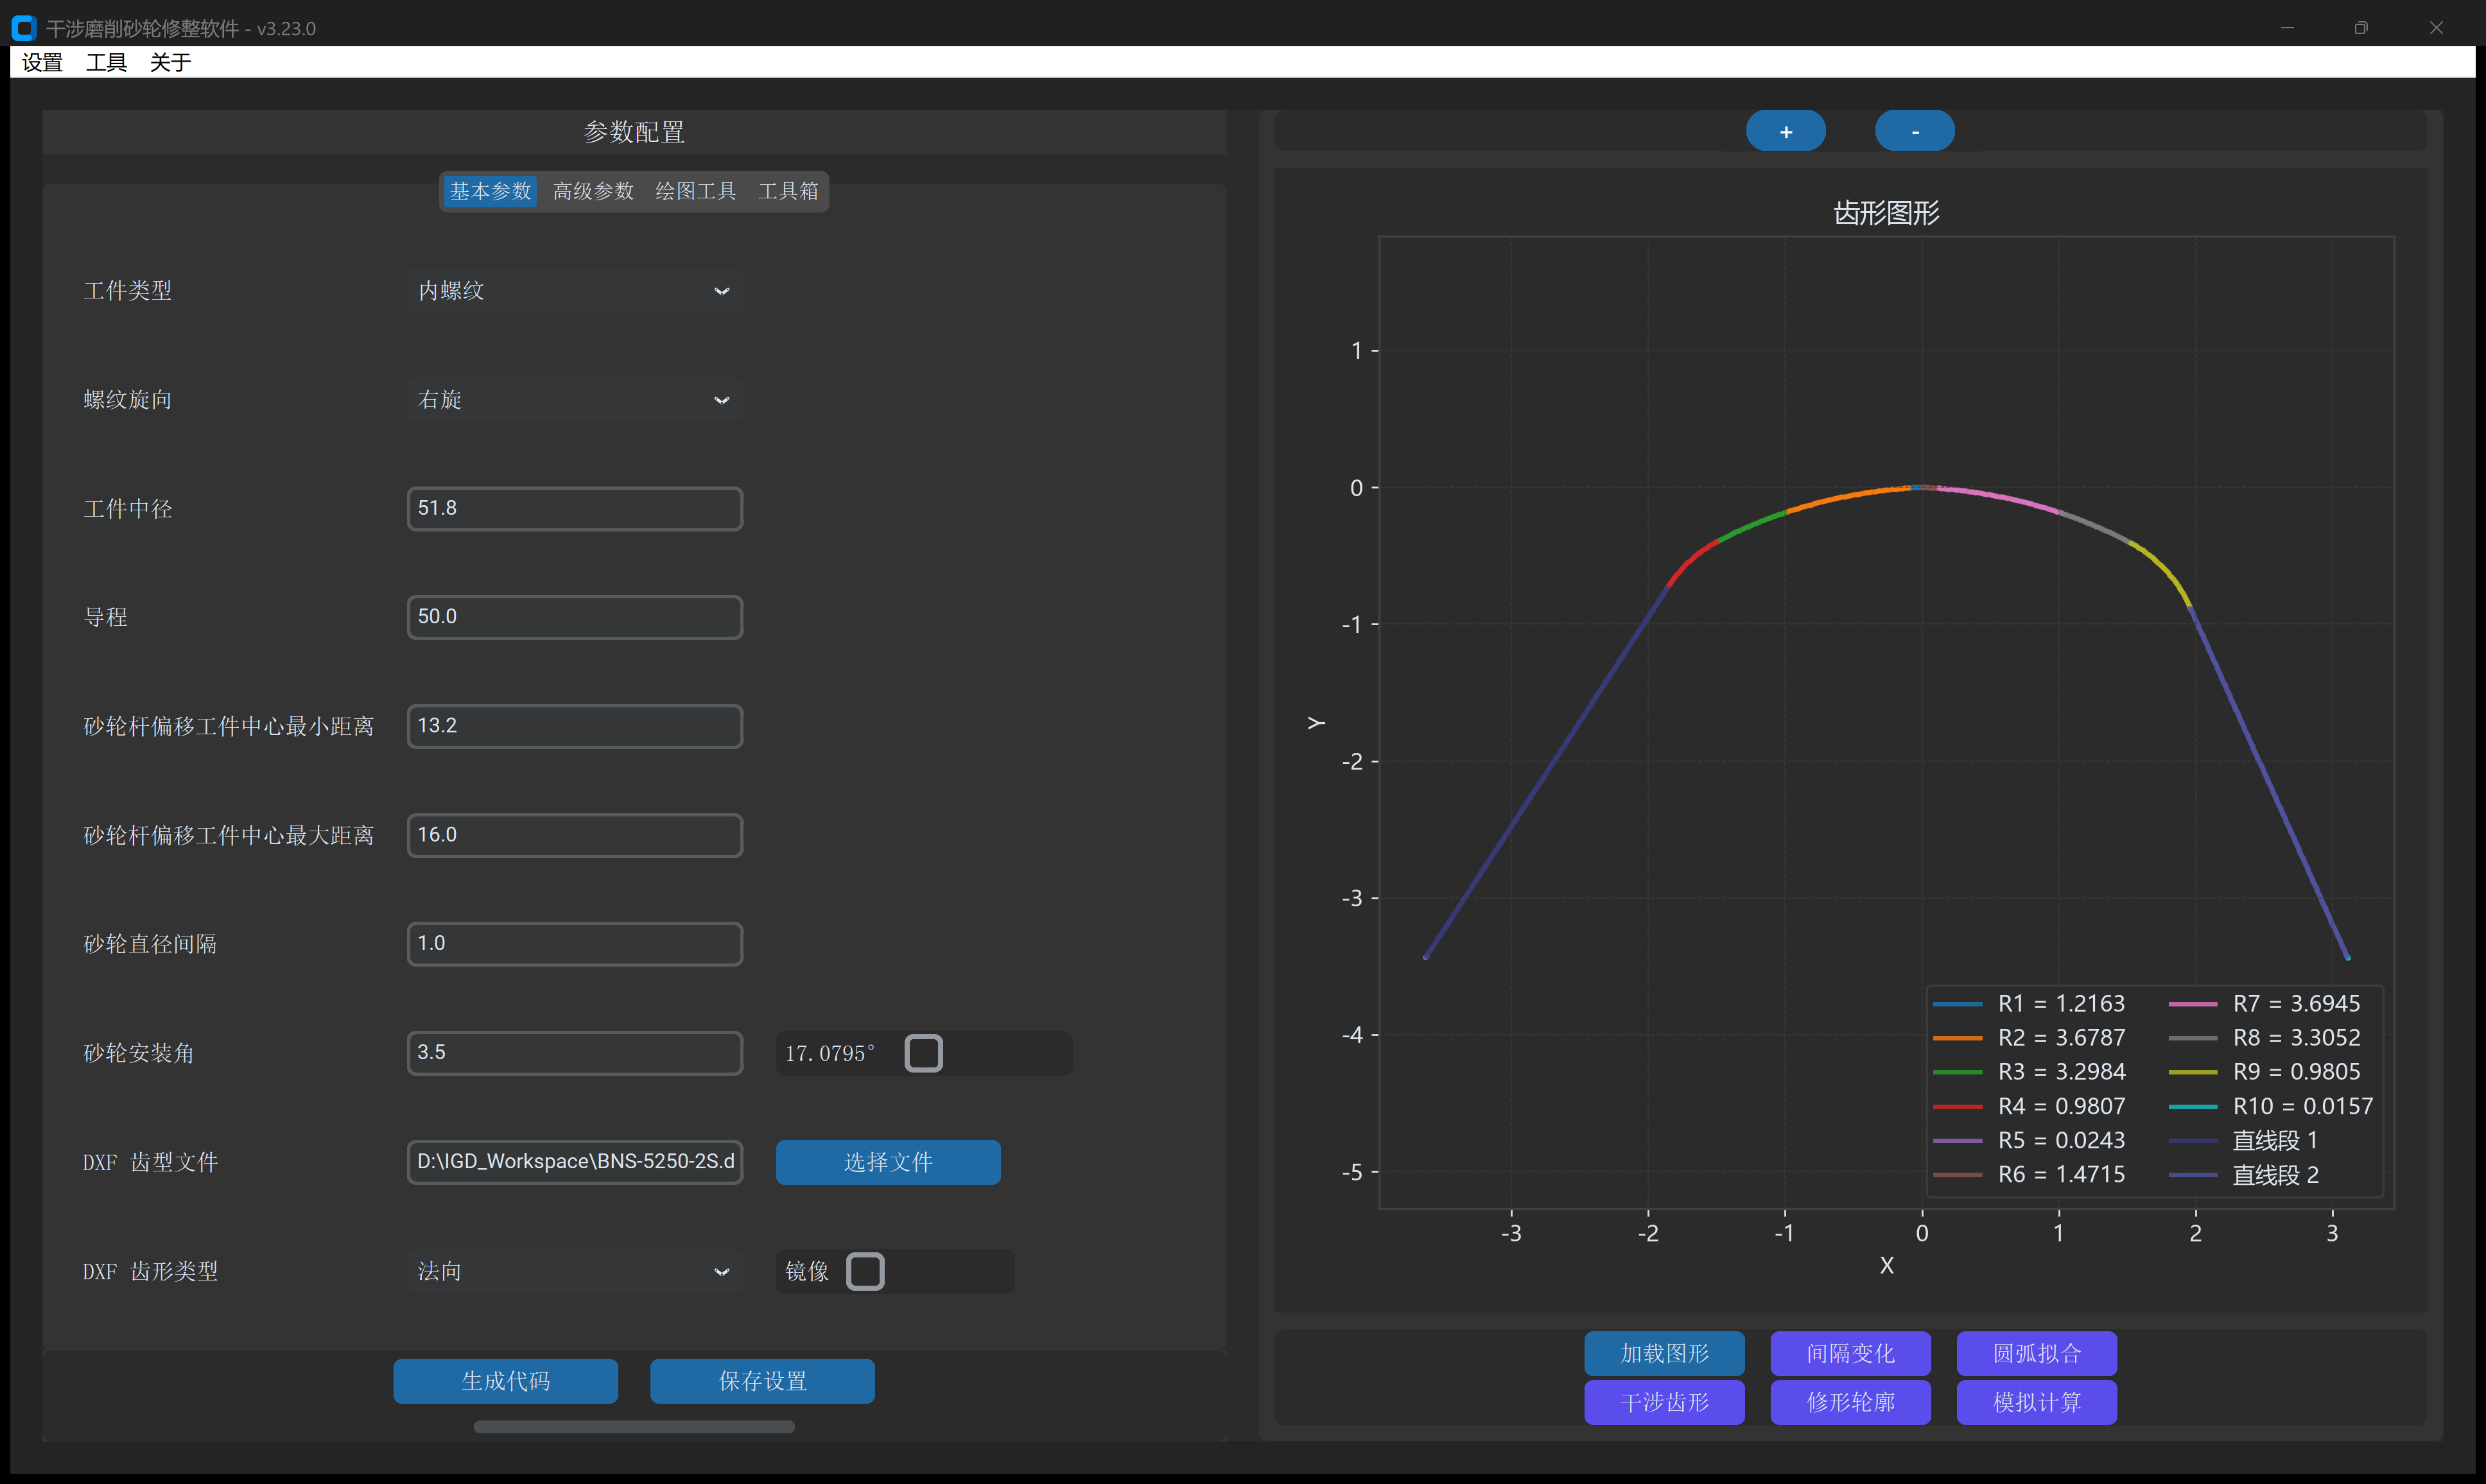 干涉磨削砂轮修整软件 - v3.23.0
设置 工具 关于
参数配置
基本参数 高级参数 绘图工具 工具箱
工件类型 内螺纹
螺纹旋向 右旋
工件中径 51.8
导程 50.0
砂轮杆偏移工件中心最小距离 13.2
砂轮杆偏移工件中心最大距离 16.0
砂轮直径间隔 1.0
砂轮安装角 3.5 17.0795°
DXF 齿型文件 D:\IGD_Workspace\BNS-5250-2S.d 选择文件
DXF 齿形类型 法向 镜像
生成代码 保存设置
+ -
齿形图形
1
0
-1
-2
-3
-4
-5
Y
-3 -2 -1 0 1 2 3
X
R1 = 1.2163
R2 = 3.6787
R3 = 3.2984
R4 = 0.9807
R5 = 0.0243
R6 = 1.4715
R7 = 3.6945
R8 = 3.3052
R9 = 0.9805
R10 = 0.0157
直线段 1
直线段 2
加载图形 间隔变化 圆弧拟合
干涉齿形 修形轮廓 模拟计算